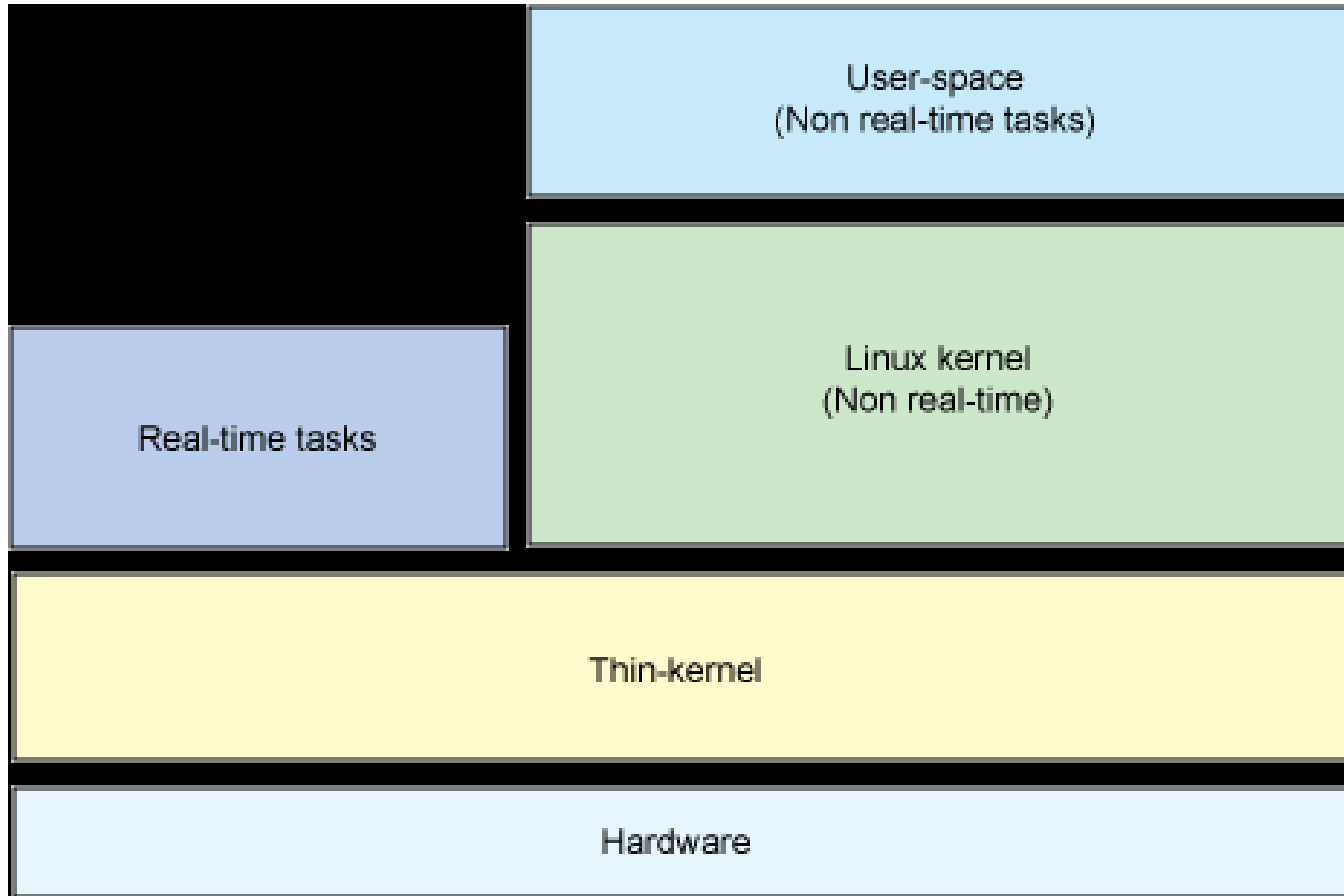 User-space
(Non real-time tasks)
Linux kernel
(Non real-time)
Real-time tasks
Thin-kernel
Hardware